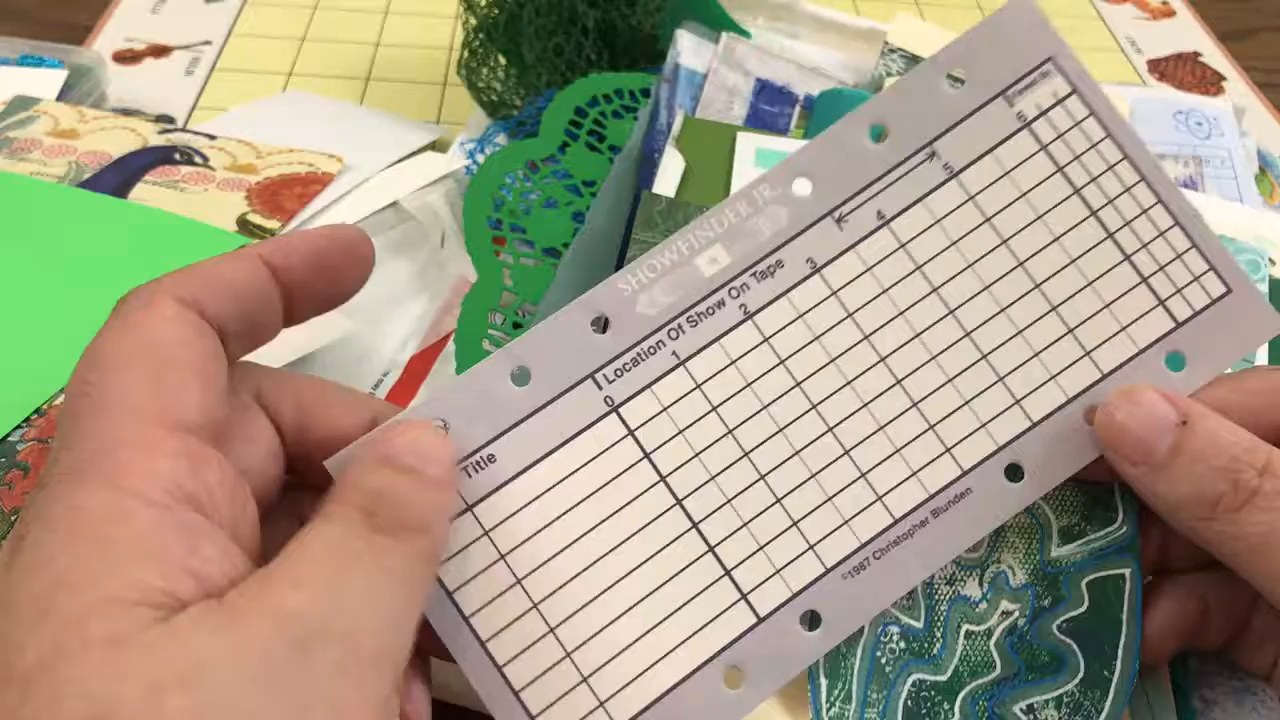 SHOWFINDER JR.
Location Of Show On Tape
Title
0 1 2 3 4 5 6
©1987 Christopher Blunden